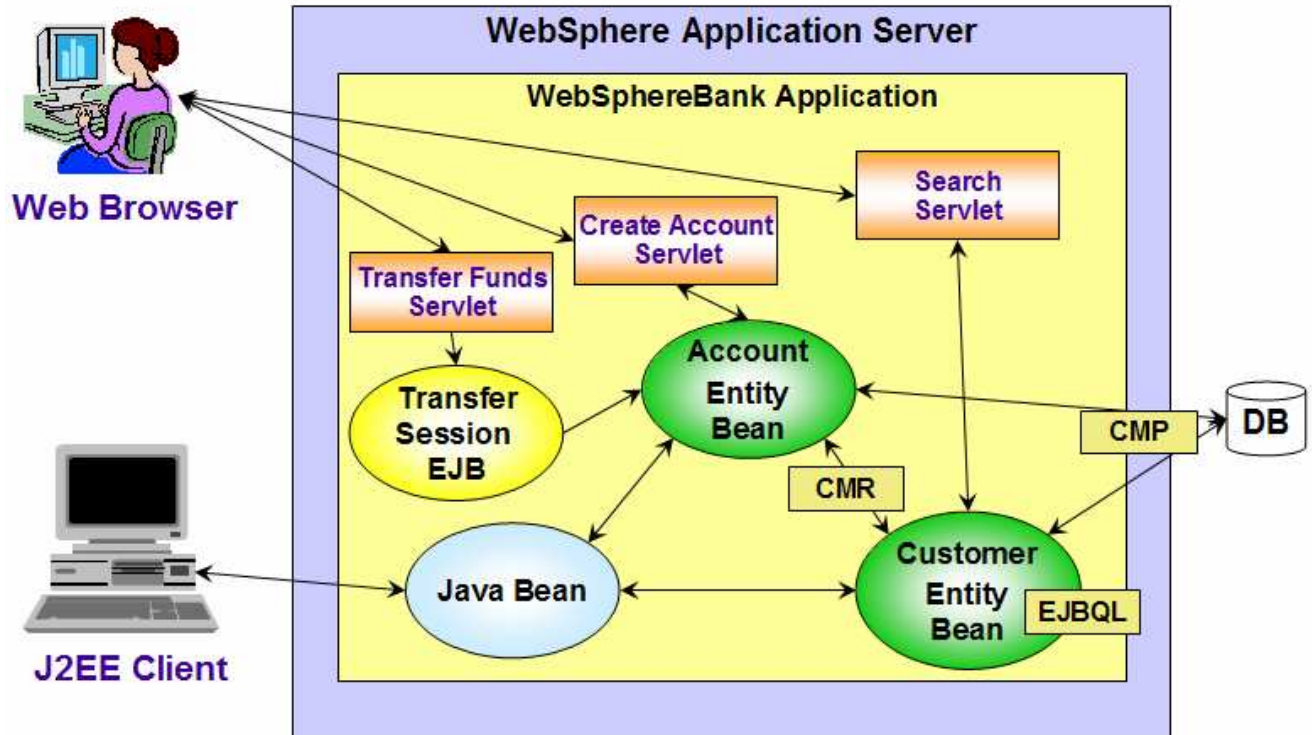 WebSphere Application Server
WebSphereBank Application
Web Browser
Search
Servlet
Create Account
Servlet
Transfer Funds
Servlet
Account
Entity
Bean
Transfer
Session
EJB
CMP
DB
CMR
Java Bean
Customer
Entity
Bean
EJBQL
J2EE Client